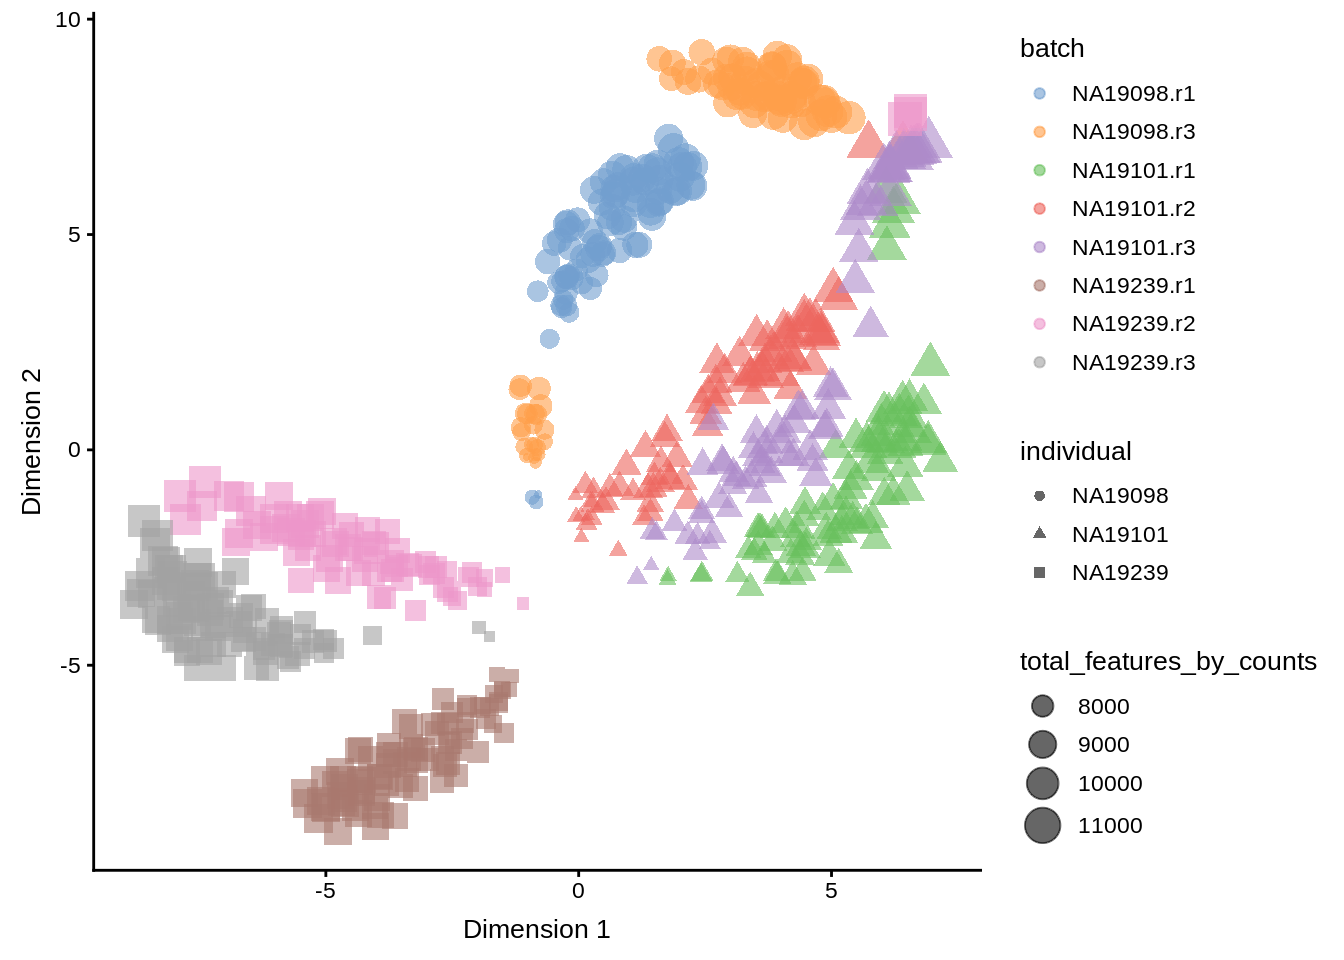 10
5
0
-5
Dimension 2
-5
0
5
Dimension 1
batch
NA19098.r1
NA19098.r3
NA19101.r1
NA19101.r2
NA19101.r3
NA19239.r1
NA19239.r2
NA19239.r3
individual
NA19098
NA19101
NA19239
total_features_by_counts
8000
9000
10000
11000